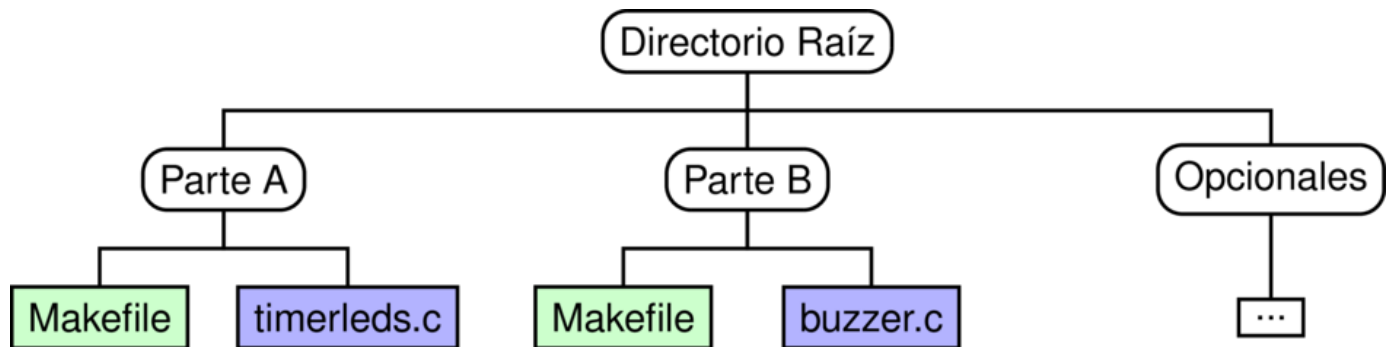 Directorio Raíz
Parte A
Parte B
Opcionales
Makefile
timerleds.c
Makefile
buzzer.c
...